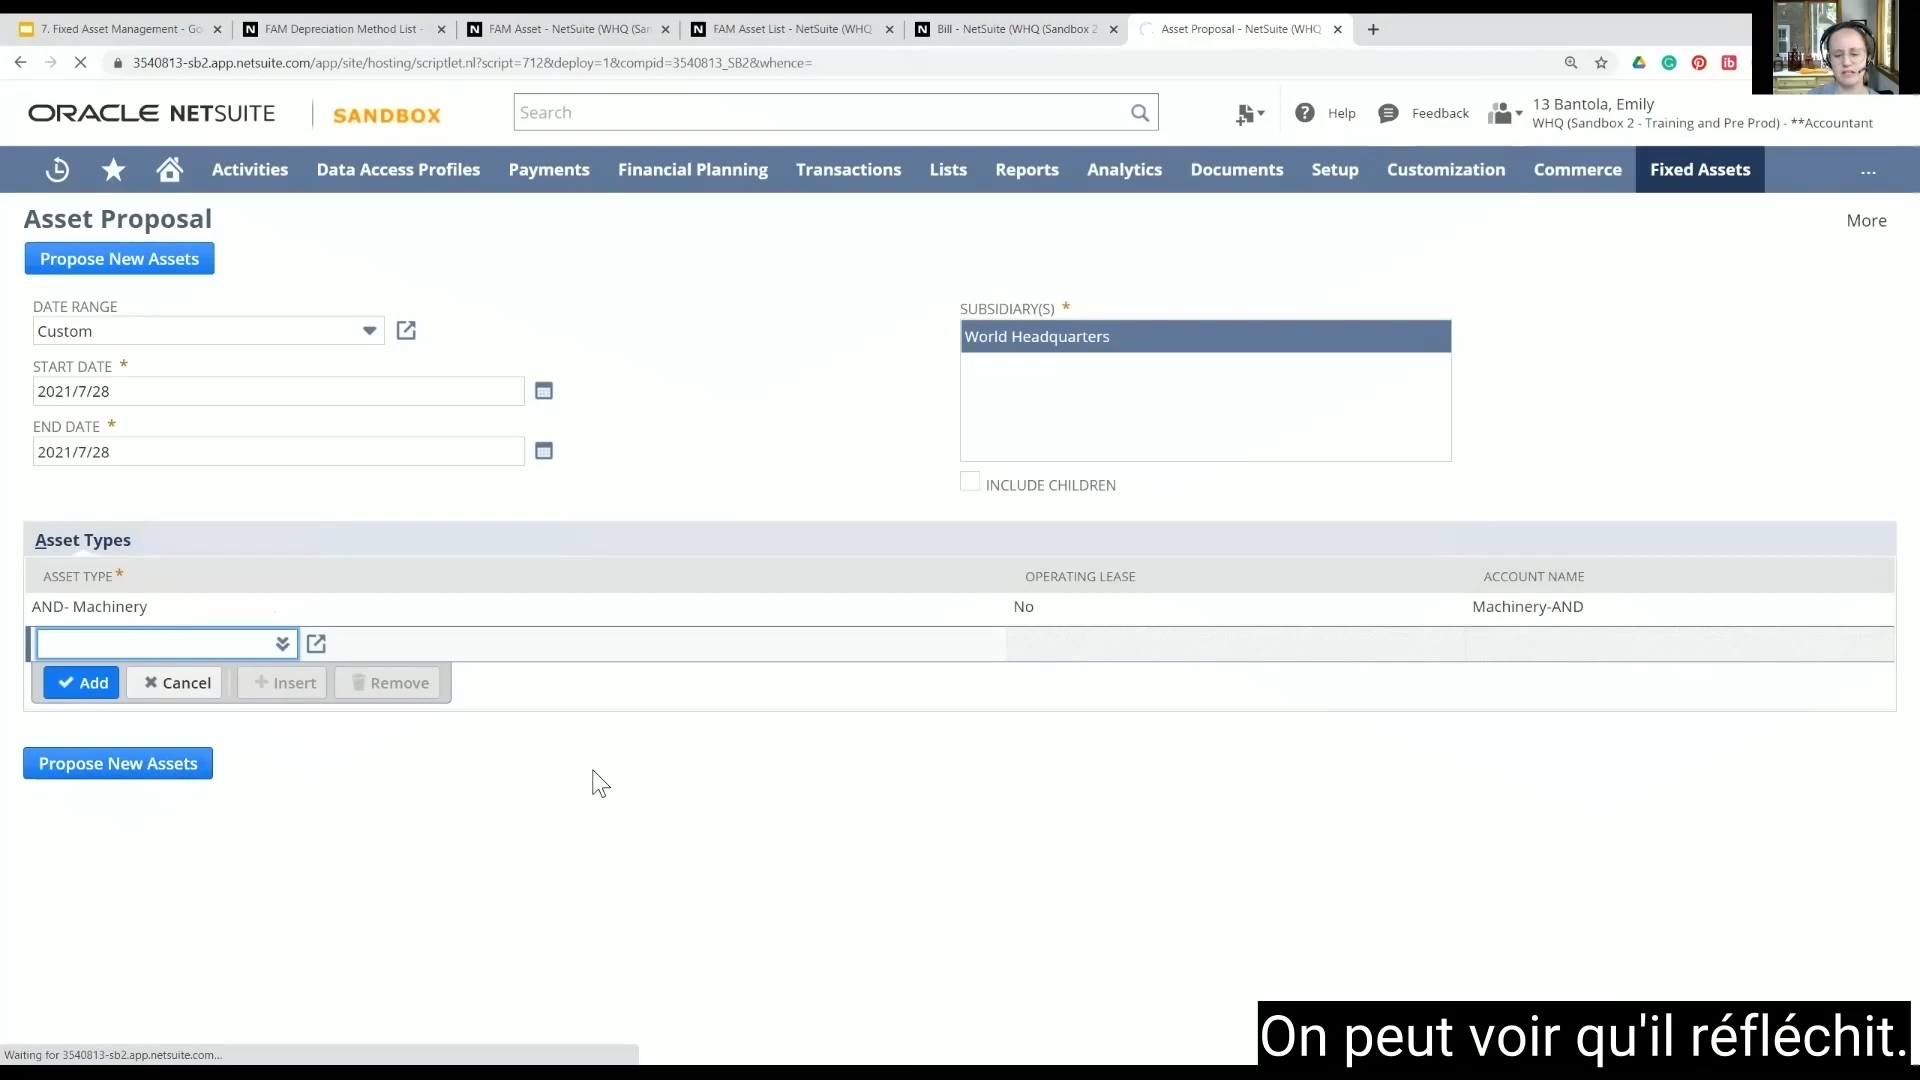 7. Fixed Asset Management - Go
FAM Depreciation Method List -
FAM Asset - NetSuite (WHQ (San
FAM Asset List - NetSuite (WHQ
Bill - NetSuite (WHQ (Sandbox 2
Asset Proposal - NetSuite (WHQ
3540813-sb2.app.netsuite.com/app/site/hosting/scriptlet.nl?script=712&deploy=1&compid=3540813_SB2&whence=
ORACLE NETSUITE
SANDBOX
Search
Help
Feedback
13 Bantola, Emily
WHQ (Sandbox 2 - Training and Pre Prod) - **Accountant
Activities
Data Access Profiles
Payments
Financial Planning
Transactions
Lists
Reports
Analytics
Documents
Setup
Customization
Commerce
Fixed Assets
...
Asset Proposal
More
Propose New Assets
DATE RANGE
Custom
START DATE *
2021/7/28
END DATE *
2021/7/28
SUBSIDIARY(S) *
World Headquarters
INCLUDE CHILDREN
Asset Types
ASSET TYPE *
OPERATING LEASE
ACCOUNT NAME
AND- Machinery
No
Machinery-AND
Add
Cancel
Insert
Remove
Propose New Assets
Waiting for 3540813-sb2.app.netsuite.com...
On peut voir qu'il réfléchit.